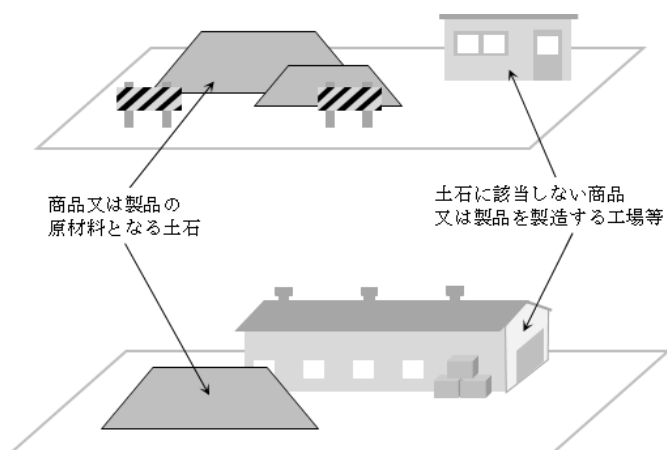 商品又は製品の
原材料となる土石
土石に該当しない商品
又は製品を製造する工場等